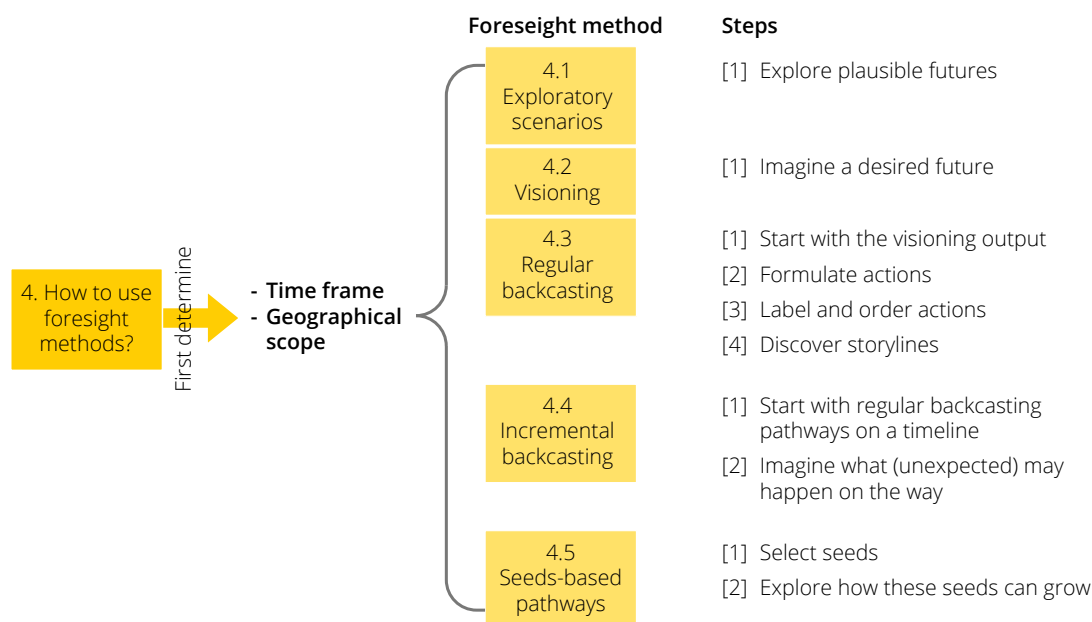 Foreseight method
Steps
4. How to use
foresight
methods?
First determine
- Time frame
- Geographical
scope
4.1
Exploratory
scenarios
[1] Explore plausible futures
4.2
Visioning
[1] Imagine a desired future
4.3
Regular
backcasting
[1] Start with the visioning output
[2] Formulate actions
[3] Label and order actions
[4] Discover storylines
4.4
Incremental
backcasting
[1] Start with regular backcasting
pathways on a timeline
[2] Imagine what (unexpected) may
happen on the way
4.5
Seeds-based
pathways
[1] Select seeds
[2] Explore how these seeds can grow